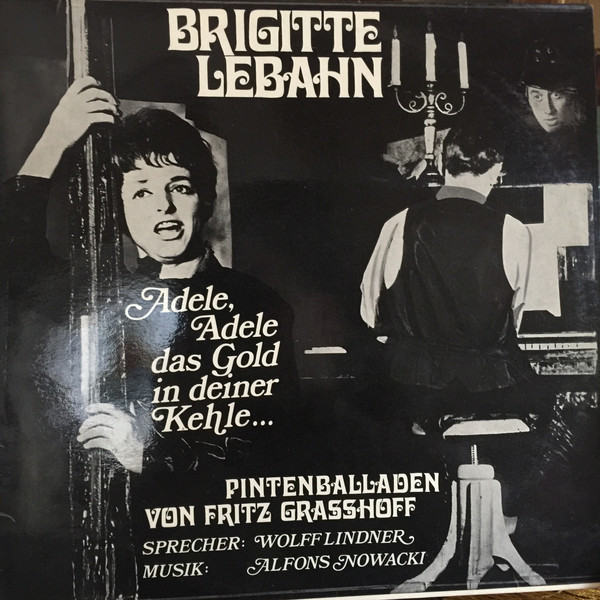 BRIGITTE
LEBAHN
Adele,
Adele
das Gold
in deiner
Kehle...
PINTENBALLADEN
VON FRITZ GRASSHOFF
SPRECHER: WOLFF LINDNER
MUSIK: ALFONS NOWACKI